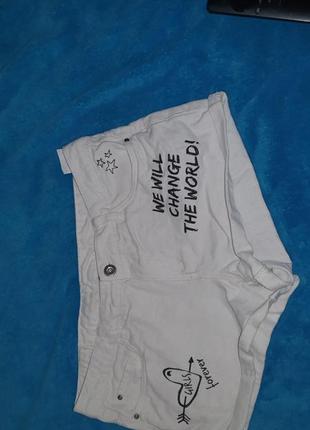 WE WILL
CHANGE
THE WORLD!
GIRLS
forever